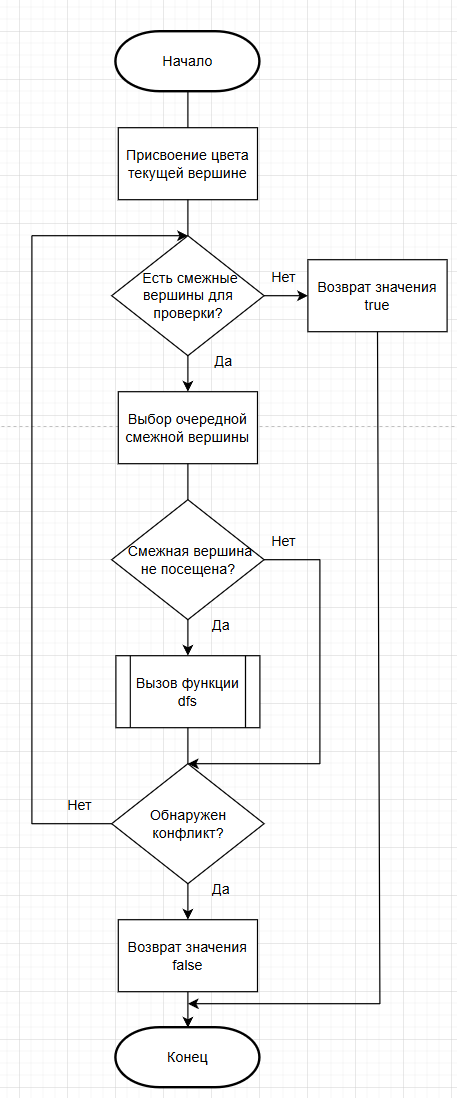 Начало
Присвоение цвета
текущей вершине
Есть смежные
вершины для
проверки?
Нет
Возврат значения
true
Да
Выбор очередной
смежной вершины
Смежная вершина
не посещена?
Нет
Да
Вызов функции
dfs
Обнаружен
конфликт?
Нет
Да
Возврат значения
false
Конец